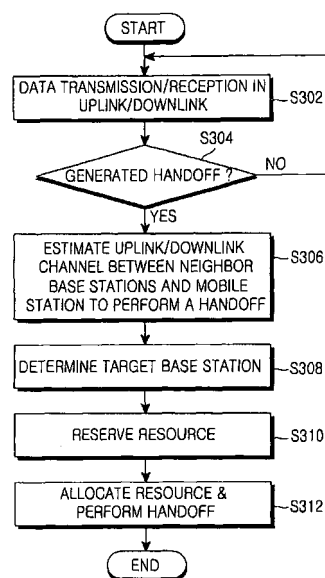 START
DATA TRANSMISSION/RECEPTION IN
UPLINK/DOWNLINK
S302
S304
GENERATED HANDOFF ?
NO
YES
ESTIMATE UPLINK/DOWNLINK
CHANNEL BETWEEN NEIGHBOR
BASE STATIONS AND MOBILE
STATION TO PERFORM A HANDOFF
S306
DETERMINE TARGET BASE STATION
S308
RESERVE RESOURCE
S310
ALLOCATE RESOURCE &
PERFORM HANDOFF
S312
END